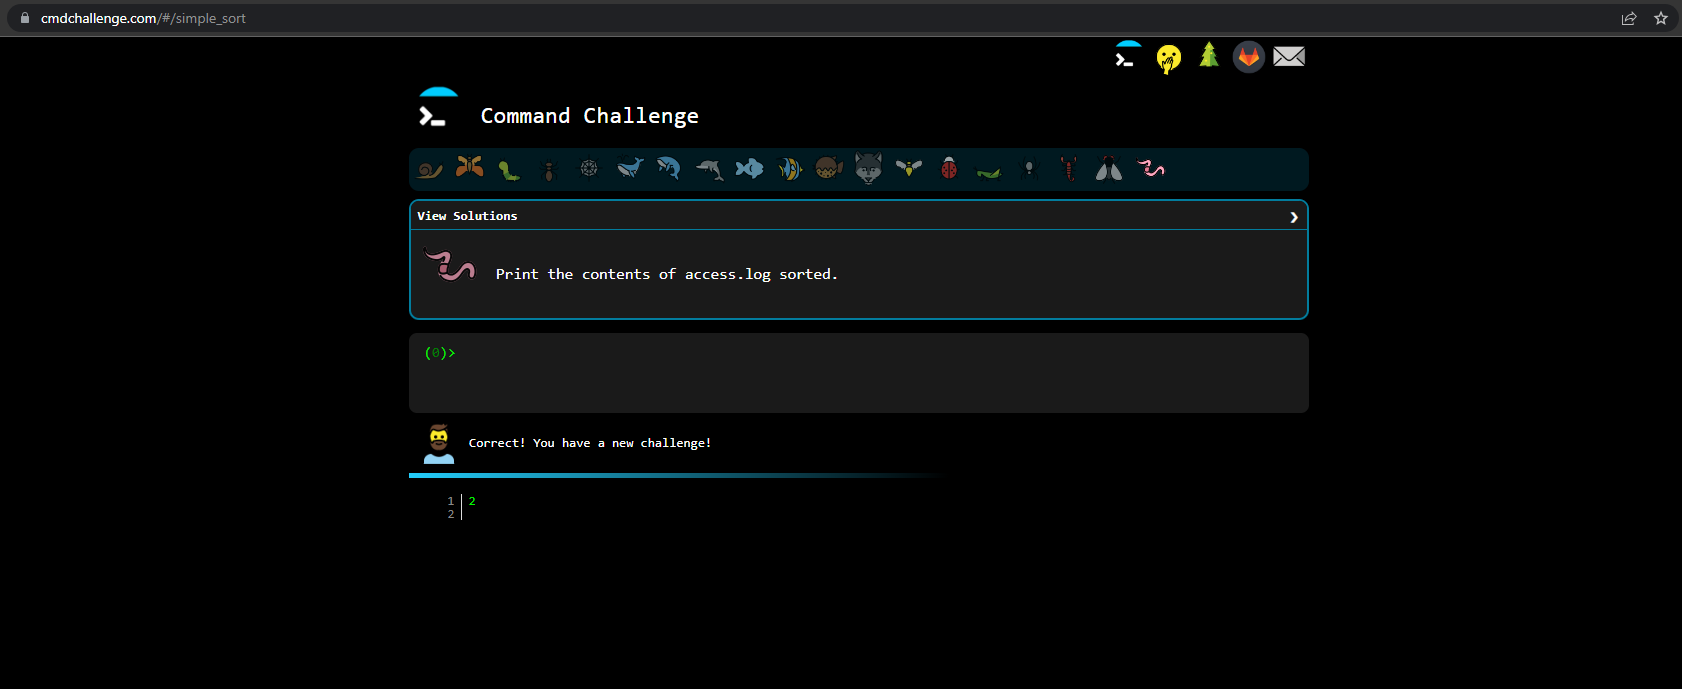 cmdchallenge.com/#/simple_sort
Command Challenge
View Solutions
Print the contents of access.log sorted.
(0)>
Correct! You have a new challenge!
1 2
2